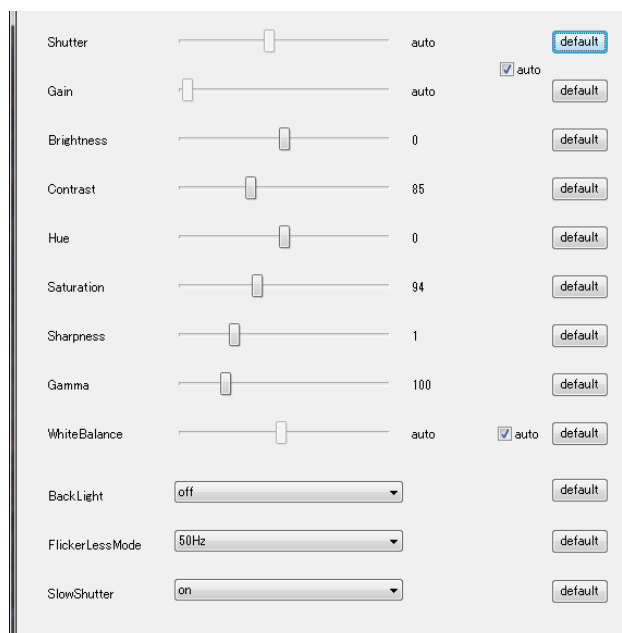 Shutter auto default
auto
Gain auto default
Brightness 0 default
Contrast 85 default
Hue 0 default
Saturation 94 default
Sharpness 1 default
Gamma 100 default
WhiteBalance auto auto default
BackLight off default
FlickerLessMode 50Hz default
SlowShutter on default